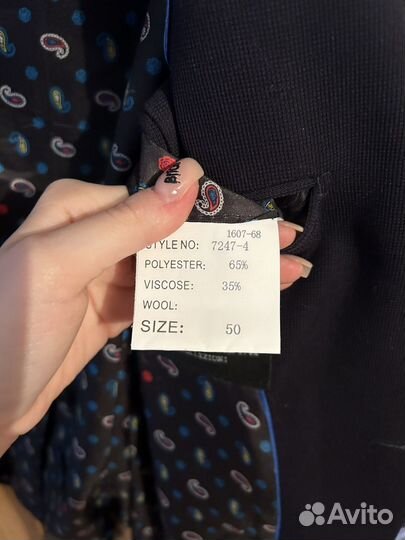 1607-68
STYLE NO: 7247-4
POLYESTER: 65%
VISCOSE: 35%
WOOL:
SIZE: 50
Avito